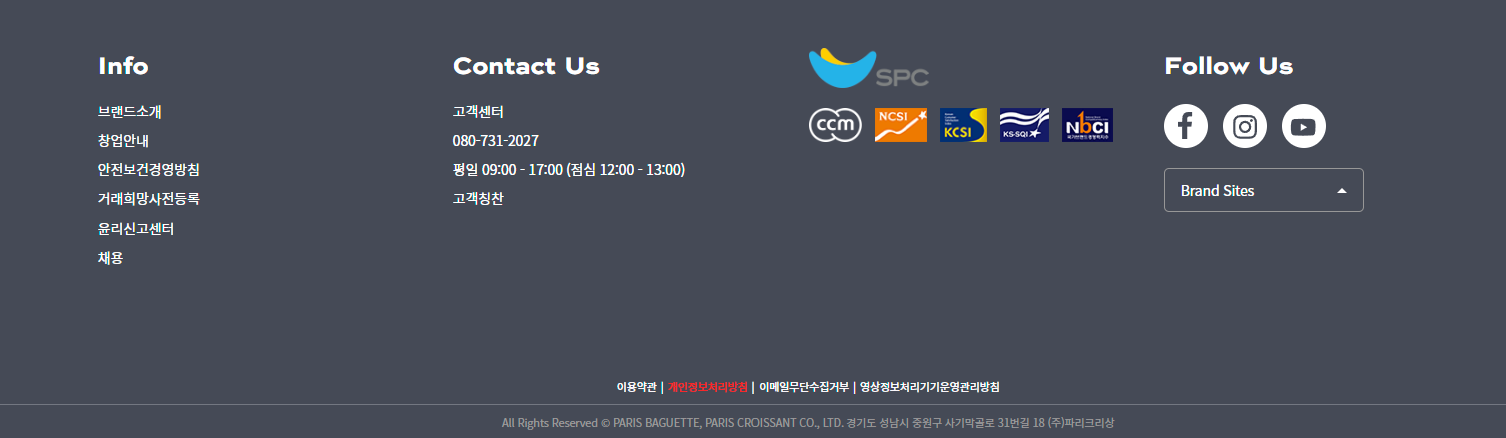 Info
브랜드소개
창업안내
안전보건경영방침
거래희망사전등록
윤리신고센터
채용
Contact Us
고객센터
080-731-2027
평일 09:00 - 17:00 (점심 12:00 - 13:00)
고객칭찬
SPC
ccm
NCSI
KCSI
KS-SQI
NBCI
Follow Us
Brand Sites
이용약관 | 개인정보처리방침 | 이메일무단수집거부 | 영상정보처리기기운영관리방침
All Rights Reserved © PARIS BAGUETTE, PARIS CROISSANT CO., LTD. 경기도 성남시 중원구 사기막골로 31번길 18 (주)파리크라상